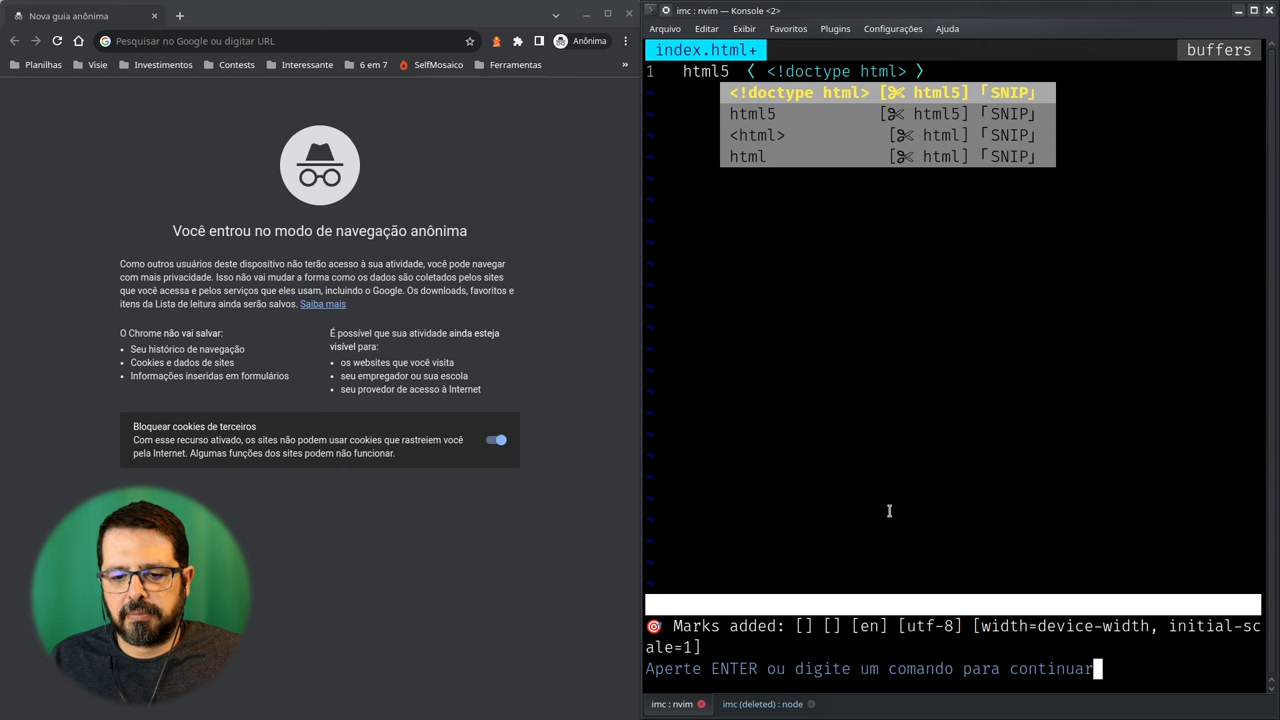 Nova guia anônima
Pesquisar no Google ou digitar URL
Anônima
Planilhas
Visie
Investimentos
Contests
Interessante
6 em 7
SelfMosaico
Ferramentas
»
Você entrou no modo de navegação anônima
Como outros usuários deste dispositivo não terão acesso à sua atividade, você pode navegar
com mais privacidade. Isso não vai mudar a forma como os dados são coletados pelos sites
que você acessa e pelos serviços que eles usam, incluindo o Google. Os downloads, favoritos e
itens da Lista de leitura ainda serão salvos. Saiba mais
O Chrome não vai salvar:
• Seu histórico de navegação
• Cookies e dados de sites
• Informações inseridas em formulários
É possível que sua atividade ainda esteja
visível para:
• os websites que você visita
• seu empregador ou sua escola
• seu provedor de acesso à Internet
Bloquear cookies de terceiros
Com esse recurso ativado, os sites não podem usar cookies que rastreiem você
pela Internet. Algumas funções dos sites podem não funcionar.
imc : nvim — Konsole <2>
Arquivo Editar Exibir Favoritos Plugins Configurações Ajuda
index.html+ buffers
1 html5 〈 <!doctype html> 〉
<!doctype html> [✄ html5]「SNIP」
html5 [✄ html5]「SNIP」
<html> [✄ html]「SNIP」
html [✄ html]「SNIP」
🎯 Marks added: [] [] [en] [utf-8] [width=device-width, initial-sc
ale=1]
Aperte ENTER ou digite um comando para continuar
imc : nvim
imc (deleted) : node